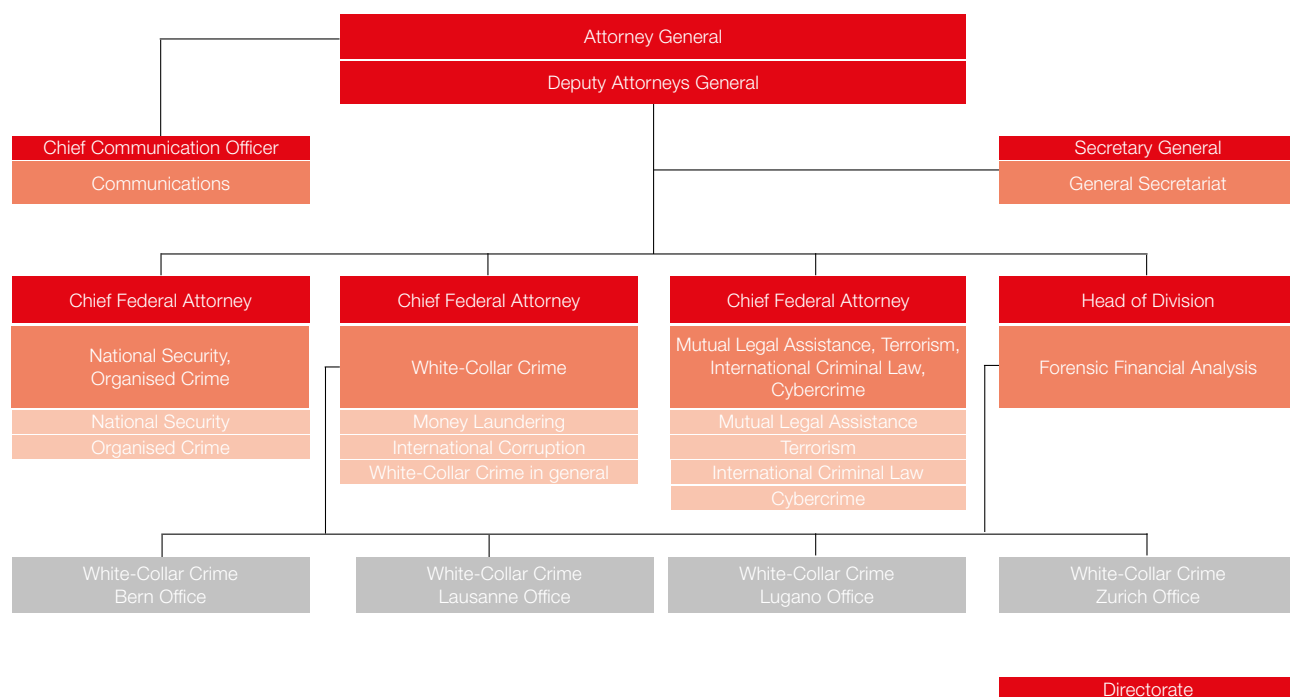 Attorney General
Deputy Attorneys General
Chief Communication Officer
Communications
Secretary General
General Secretariat
Chief Federal Attorney
National Security,
Organised Crime
National Security
Organised Crime
Chief Federal Attorney
White-Collar Crime
Money Laundering
International Corruption
White-Collar Crime in general
Chief Federal Attorney
Mutual Legal Assistance, Terrorism,
International Criminal Law,
Cybercrime
Mutual Legal Assistance
Terrorism
International Criminal Law
Cybercrime
Head of Division
Forensic Financial Analysis
White-Collar Crime
Bern Office
White-Collar Crime
Lausanne Office
White-Collar Crime
Lugano Office
White-Collar Crime
Zurich Office
Directorate